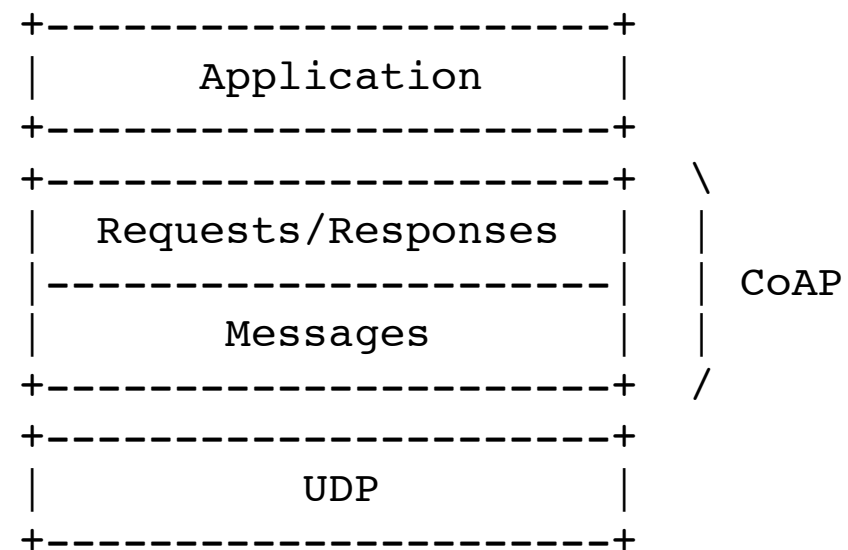 +----------------------+
|      Application     |
+----------------------+
+----------------------+  \
|  Requests/Responses  |  |
|----------------------|  | CoAP
|       Messages       |  |
+----------------------+  /
+----------------------+
|          UDP         |
+----------------------+